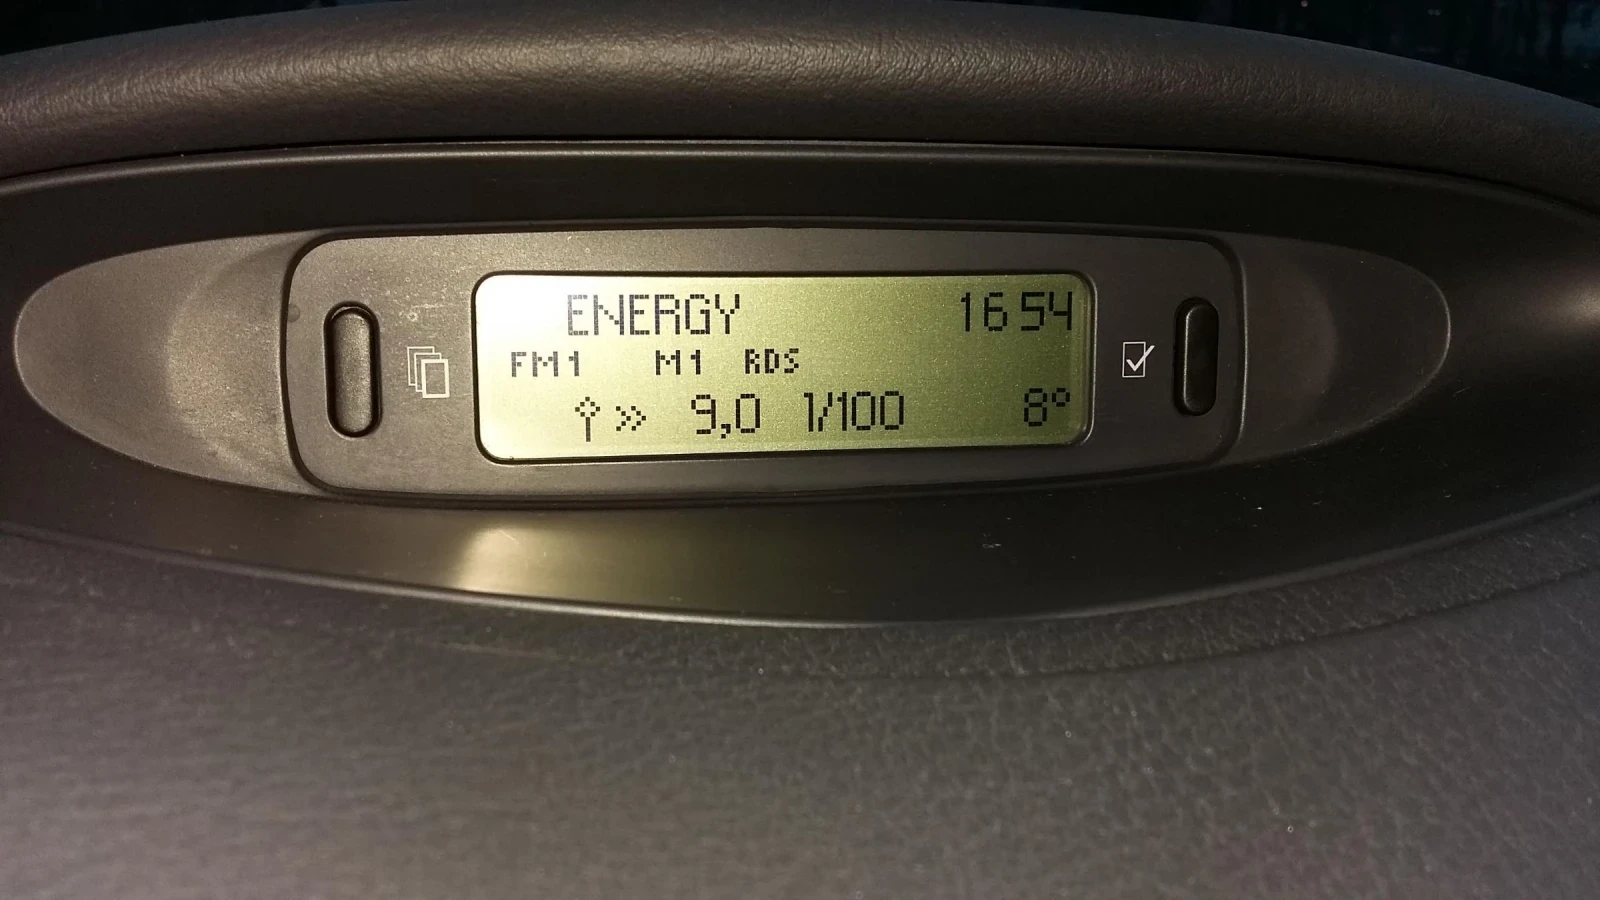 ENERGY 16 54
FM1 M1 RDS
>> 9,0 l/100 8°